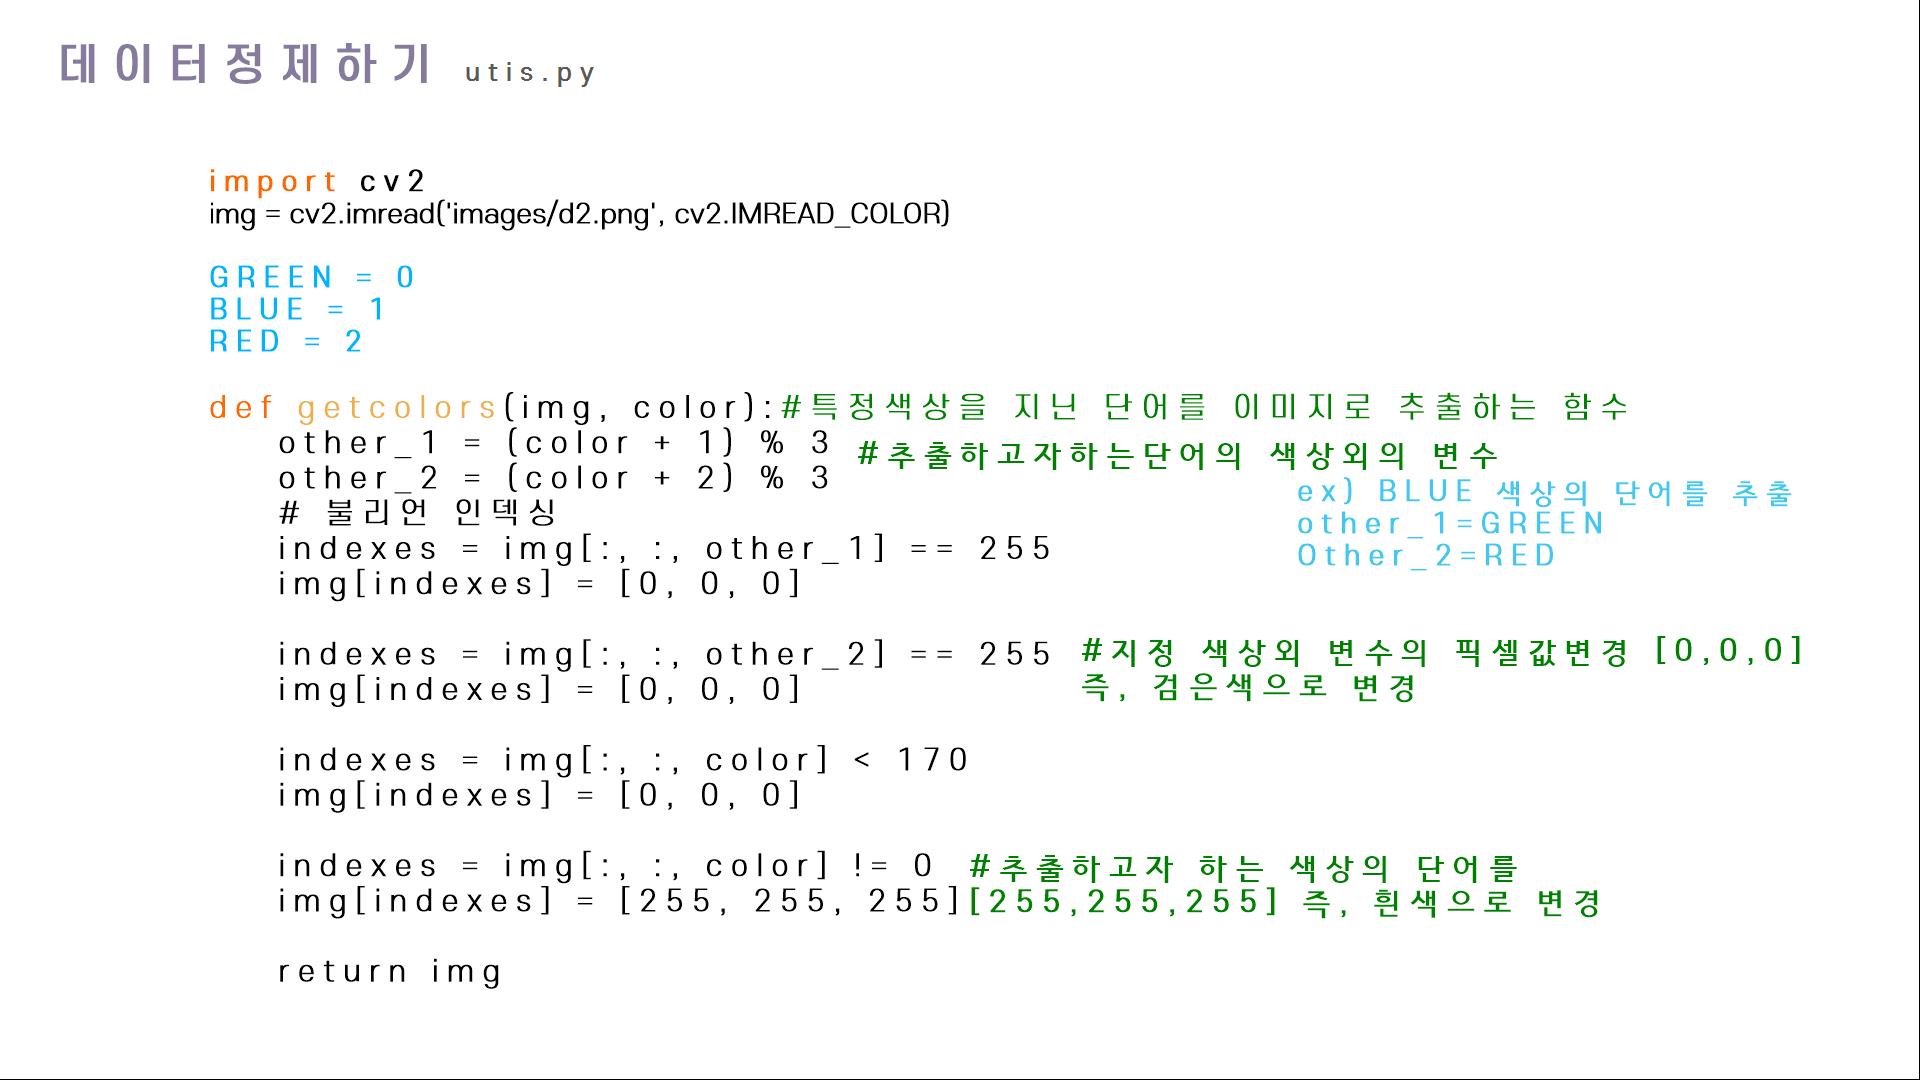 데이터정제하기 utis.py
import cv2
img = cv2.imread('images/d2.png', cv2.IMREAD_COLOR)
GREEN = 0
BLUE = 1
RED = 2
def getcolors(img, color):#특정색상을 지닌 단어를 이미지로 추출하는 함수
other_1 = (color + 1) % 3
other_2 = (color + 2) % 3
#추출하고자하는단어의 색상외의 변수
ex) BLUE 색상의 단어를 추출
other_1=GREEN
Other_2=RED
# 불리언 인덱싱
indexes = img[:, :, other_1] == 255
img[indexes] = [0, 0, 0]
indexes = img[:, :, other_2] == 255 #지정 색상외 변수의 픽셀값변경 [0,0,0]
img[indexes] = [0, 0, 0] 즉, 검은색으로 변경
indexes = img[:, :, color] < 170
img[indexes] = [0, 0, 0]
indexes = img[:, :, color] != 0 #추출하고자 하는 색상의 단어를
img[indexes] = [255, 255, 255][255,255,255] 즉, 흰색으로 변경
return img